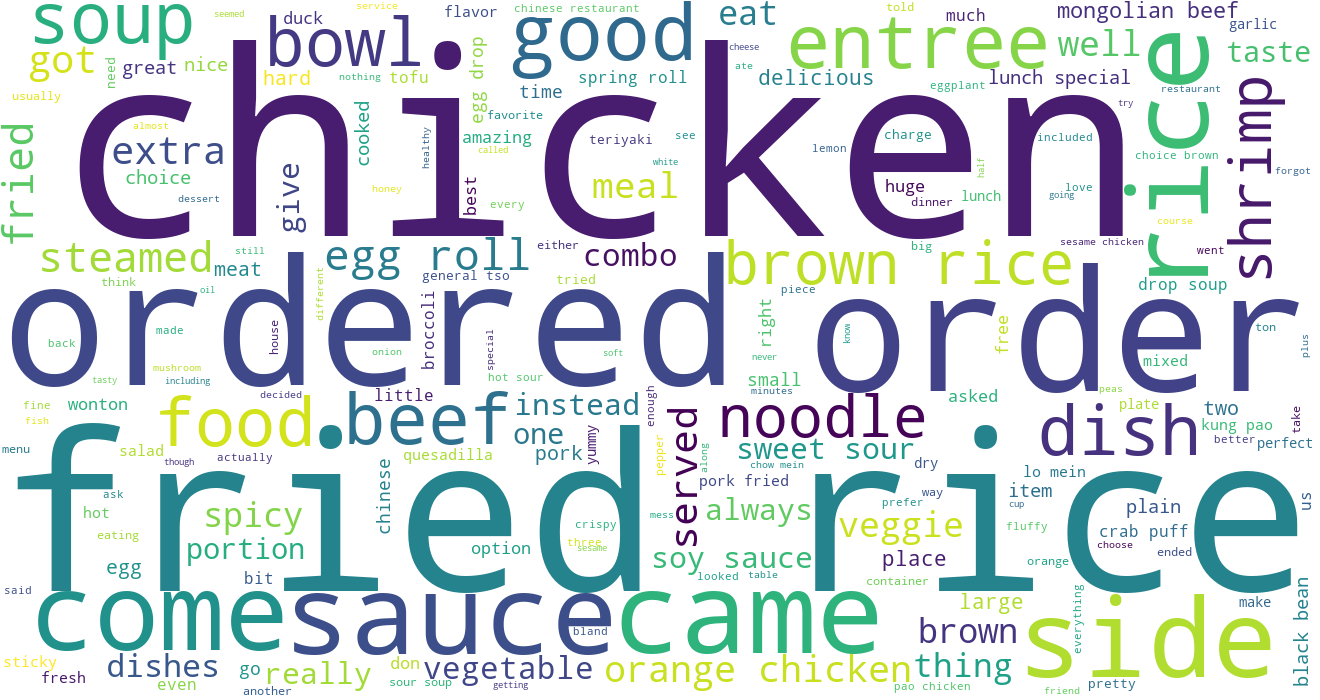 soup
got
great
nice
duck
service
seemed
flavor
chinese restaurant
told
much
mongolian beef
garlic
bowl
good
eat
entree
well
taste
need
usually
hard
nothing
tofu
egg drop
spring roll
time
delicious
lunch special
eggplant
rice
restaurant
cheese
ate
try
chicken
fried
almost
extra
choice
dessert
cooked
healthy
honey
give
favorite
amazing
called
teriyaki
see
white
lemon
charge
included
choice brown
shrimp
forgot
best
every
meal
huge
dinner
lunch
half
love
going
course
steamed
still
meat
think
oil
egg roll
either
combo
brown rice
big
sesame chicken
went
drop soup
general tso
tried
piece
different
ordered
order
back
made
house
broccoli
special
onion
soft
right
never
know
free
mixed
ton
plus
tasty
mushroom
including
decided
hot sour
little
enough
small
minutes
asked
peas
plate
fine
fish
wonton
food
beef
instead
one
noodle
dish
two
kung pao
better
perfect
take
menu
salad
though
actually
quesadilla
pork
yummy
served
pepper
along
sweet sour
chow mein
pork fried
dry
way
lo mein
item
us
fried rice
ask
hot
eating
spicy
portion
egg
bit
chinese
option
crispy
three
sesame
mess
always
soy sauce
looked
table
prefer
veggie
place
container
cup
fluffy
orange
plain
crab puff
choose
ended
said
come
sauce
bland
came
large
brown
everything
side
make
black bean
sticky
fresh
dishes
even
go
another
really
don
sour soup
vegetable
getting
orange chicken
pao chicken
thing
friend
pretty